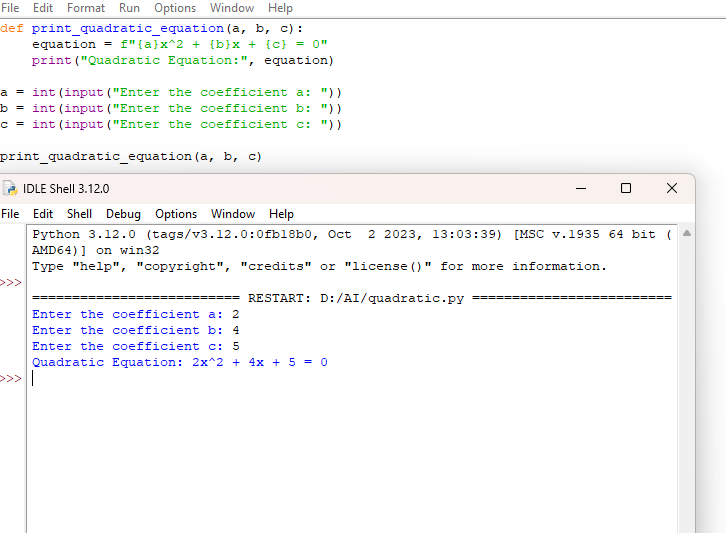 File Edit Format Run Options Window Help
def print_quadratic_equation(a, b, c):
    equation = f"{a}x^2 + {b}x + {c} = 0"
    print("Quadratic Equation:", equation)
a = int(input("Enter the coefficient a: "))
b = int(input("Enter the coefficient b: "))
c = int(input("Enter the coefficient c: "))
print_quadratic_equation(a, b, c)
IDLE Shell 3.12.0
File Edit Shell Debug Options Window Help
Python 3.12.0 (tags/v3.12.0:0fb18b0, Oct  2 2023, 13:03:39) [MSC v.1935 64 bit (
AMD64)] on win32
Type "help", "copyright", "credits" or "license()" for more information.
>>>
========================== RESTART: D:/AI/quadratic.py =========================
Enter the coefficient a: 2
Enter the coefficient b: 4
Enter the coefficient c: 5
Quadratic Equation: 2x^2 + 4x + 5 = 0
>>>